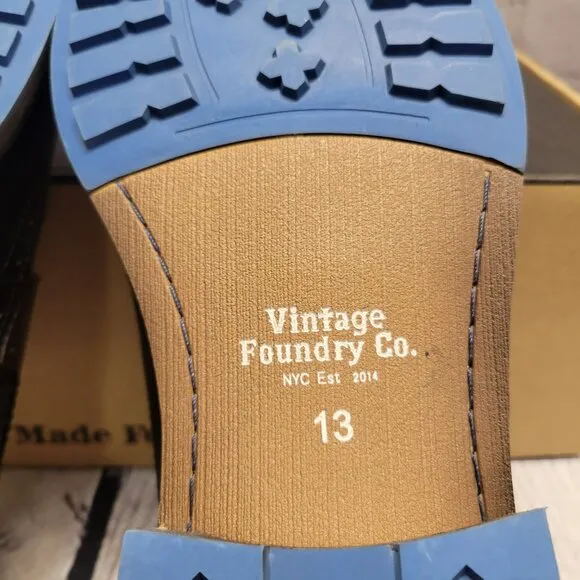 Vintage
Foundry Co.
NYC Est 2014
13
Made